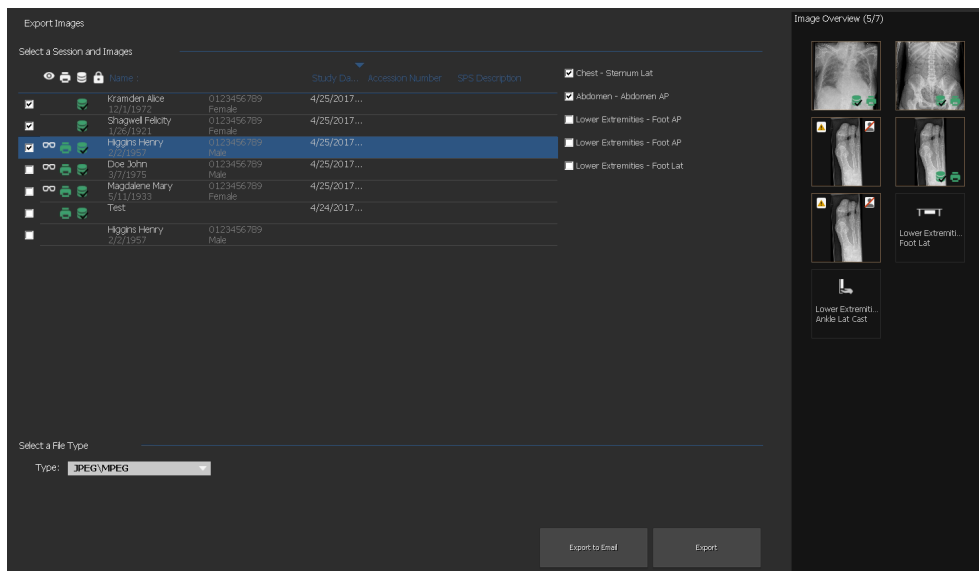 Export Images
Image Overview (5/7)
Select a Session and Images
Name :
Study Da... Accession Number SPS Description
Kramden Alice 0123456789 4/25/2017...
12/1/1972 Female
Shagwell Felicity 0123456789 4/25/2017...
1/26/1921 Female
Higgins Henry 0123456789 4/25/2017...
2/2/1957 Male
Doe John 0123456789 4/25/2017...
3/7/1975 Male
Magdalene Mary 0123456789 4/25/2017...
5/11/1933 Female
Test 4/24/2017...
Higgins Henry 0123456789
2/2/1957 Male
Chest - Sternum Lat
Abdomen - Abdomen AP
Lower Extremities - Foot AP
Lower Extremities - Foot AP
Lower Extremities - Foot Lat
Lower Extremiti...
Foot Lat
Lower Extremiti...
Ankle Lat Cast
Select a File Type
Type: JPEG\MPEG
Export to Email
Export